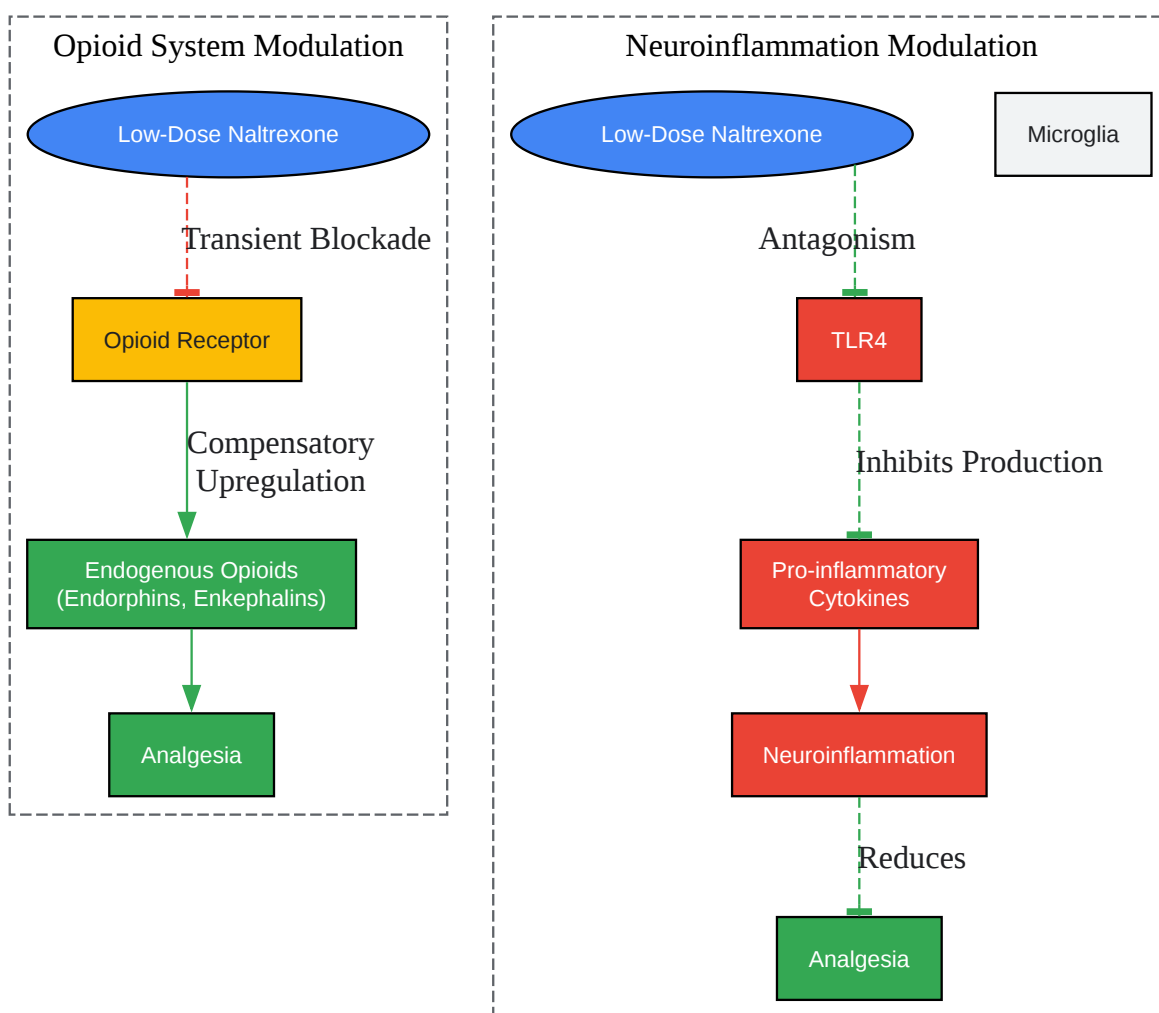 Opioid System Modulation
Low-Dose Naltrexone
Transient Blockade
Opioid Receptor
Compensatory
Upregulation
Endogenous Opioids
(Endorphins, Enkephalins)
Analgesia
Neuroinflammation Modulation
Low-Dose Naltrexone
Microglia
Antagonism
TLR4
Inhibits Production
Pro-inflammatory
Cytokines
Neuroinflammation
Reduces
Analgesia